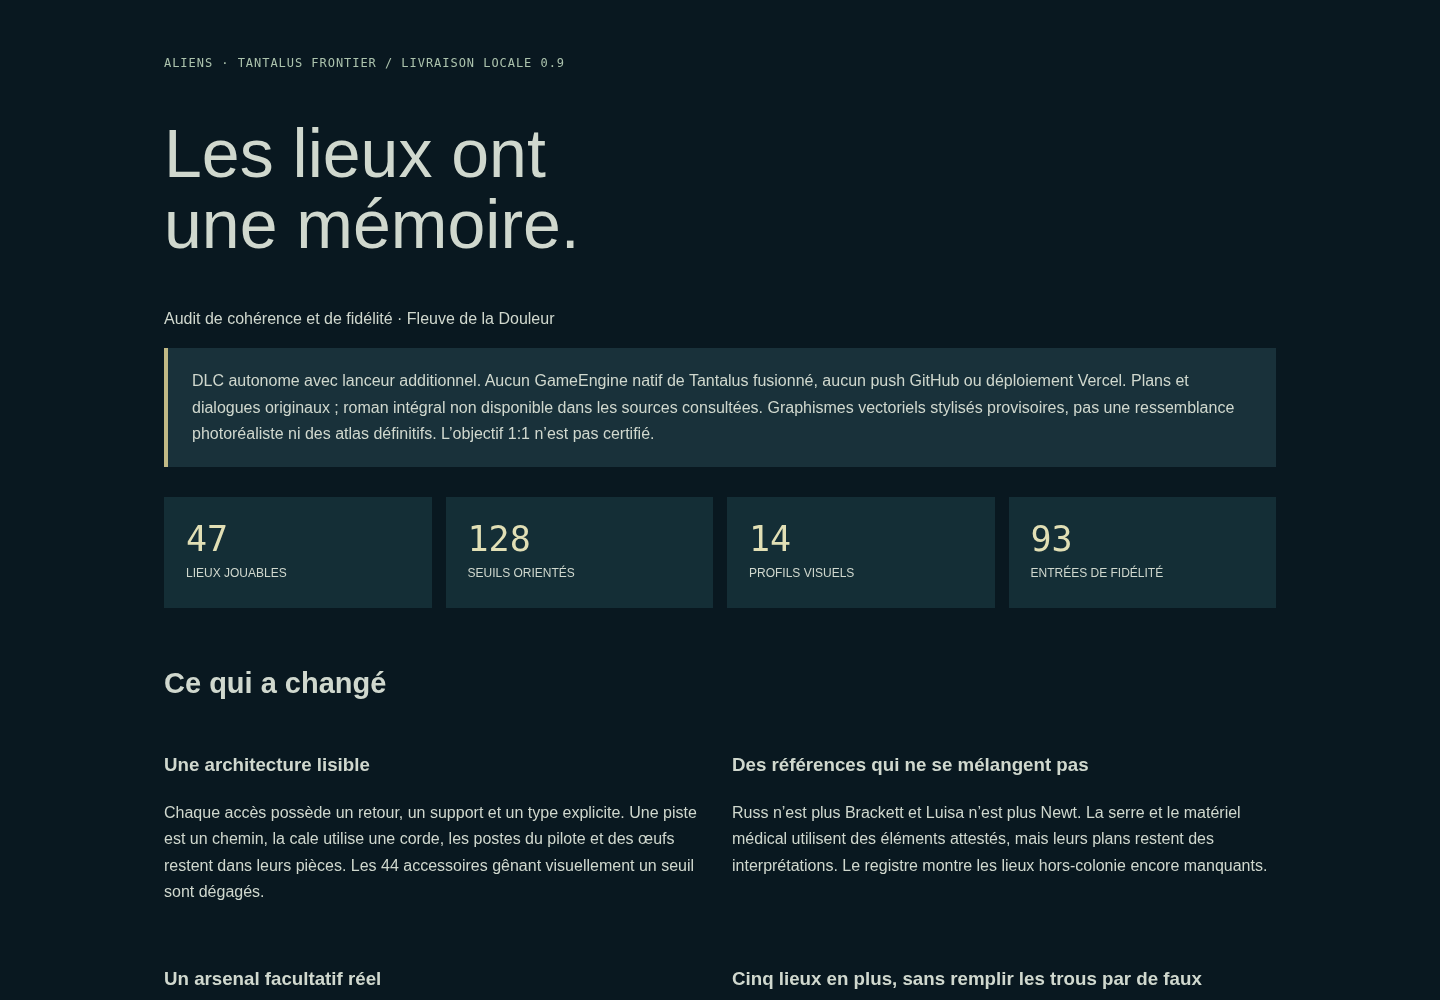 ALIENS · TANTALUS FRONTIER / LIVRAISON LOCALE 0.9
Les lieux ont
une mémoire.
Audit de cohérence et de fidélité · Fleuve de la Douleur
DLC autonome avec lanceur additionnel. Aucun GameEngine natif de Tantalus fusionné, aucun push GitHub ou déploiement Vercel. Plans et
dialogues originaux ; roman intégral non disponible dans les sources consultées. Graphismes vectoriels stylisés provisoires, pas une ressemblance
photoréaliste ni des atlas définitifs. L’objectif 1:1 n’est pas certifié.
47
LIEUX JOUABLES
128
SEUILS ORIENTÉS
14
PROFILS VISUELS
93
ENTRÉES DE FIDÉLITÉ
Ce qui a changé
Une architecture lisible
Chaque accès possède un retour, un support et un type explicite. Une piste
est un chemin, la cale utilise une corde, les postes du pilote et des œufs
restent dans leurs pièces. Les 44 accessoires gênant visuellement un seuil
sont dégagés.
Des références qui ne se mélangent pas
Russ n’est plus Brackett et Luisa n’est plus Newt. La serre et le matériel
médical utilisent des éléments attestés, mais leurs plans restent des
interprétations. Le registre montre les lieux hors-colonie encore manquants.
Un arsenal facultatif réel
Cinq lieux en plus, sans remplir les trous par de faux